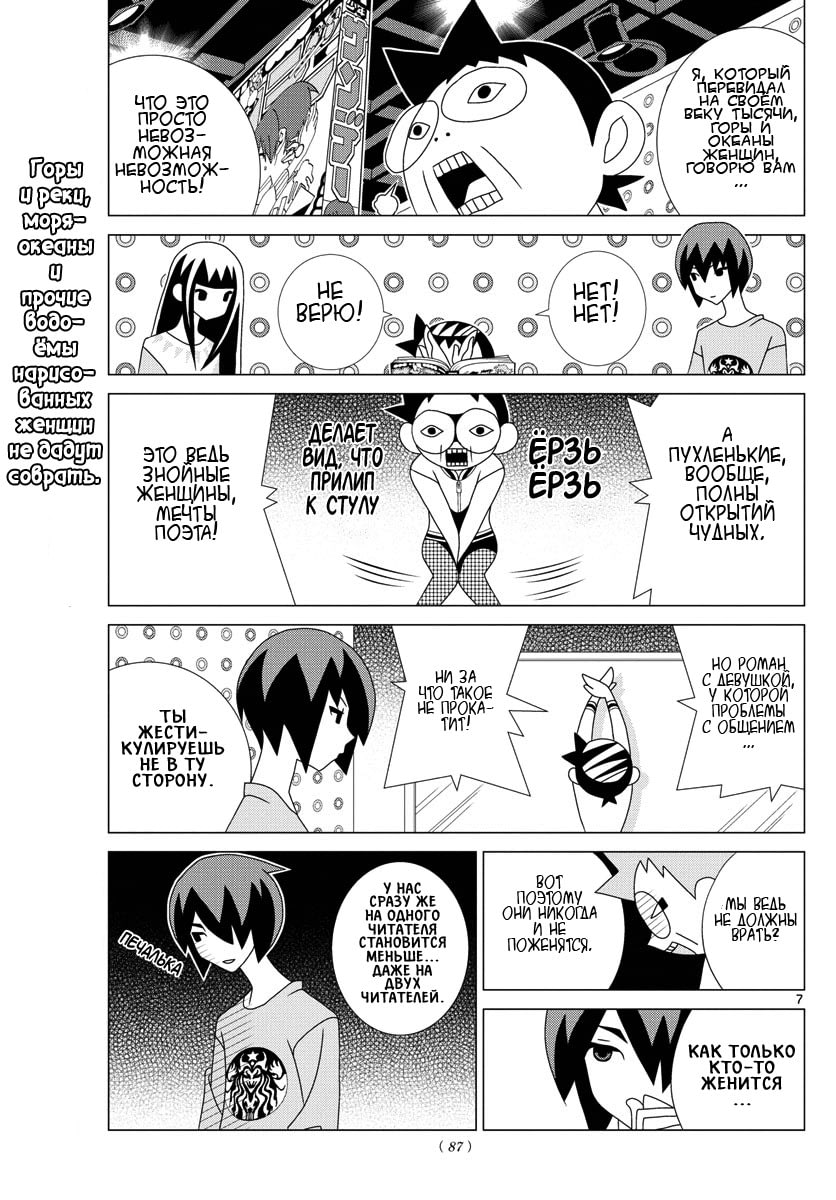 Я, КОТОРЫЙ
ПЕРЕВИДАЛ
НА СВОЁМ
ВЕКУ ТЫСЯЧИ,
ГОРЫ И
ОКЕАНЫ
ЖЕНЩИН,
ГОВОРЮ ВАМ
...
ЧТО ЭТО
ПРОСТО
НЕВОЗ-
МОЖНАЯ
НЕВОЗМОЖ-
НОСТЬ!
Горы
и реки,
моря-
океаны
и
прочие
водо-
ёмы
нарисо-
ванных
женщин
не дадут
соврать.
НЕТ!
НЕТ!
НЕ
ВЕРЮ!
А
ПУХЛЕНЬКИЕ,
ВООБЩЕ,
ПОЛНЫ
ОТКРЫТИЙ
ЧУДНЫХ.
ЁРЗЬ
ЁРЗЬ
ДЕЛАЕТ
ВИД, ЧТО
ПРИЛИП
К СТУЛУ
ЭТО ВЕДЬ
ЗНОЙНЫЕ
ЖЕНЩИНЫ,
МЕЧТЫ
ПОЭТА!
НО РОМАН
С ДЕВУШКОЙ,
У КОТОРОЙ
ПРОБЛЕМЫ
С ОБЩЕНИЕМ
...
НИ ЗА
ЧТО ТАКОЕ
НЕ ПРОКА-
ТИТ!
ТЫ
ЖЕСТИ-
КУЛИРУЕШЬ
НЕ В ТУ
СТОРОНУ.
МЫ ВЕДЬ
НЕ ДОЛЖНЫ
ВРАТЬ?
ВОТ
ПОЭТОМУ
ОНИ НИКОГДА
И НЕ
ПОЖЕНЯТСЯ.
7
КАК ТОЛЬКО
КТО-ТО
ЖЕНИТСЯ
...
У НАС
СРАЗУ ЖЕ
НА ОДНОГО
ЧИТАТЕЛЯ
СТАНОВИТСЯ
МЕНЬШЕ...
ДАЖЕ НА
ДВУХ
ЧИТАТЕЛЕЙ.
ПЕЧАЛЬКА
( 87 )